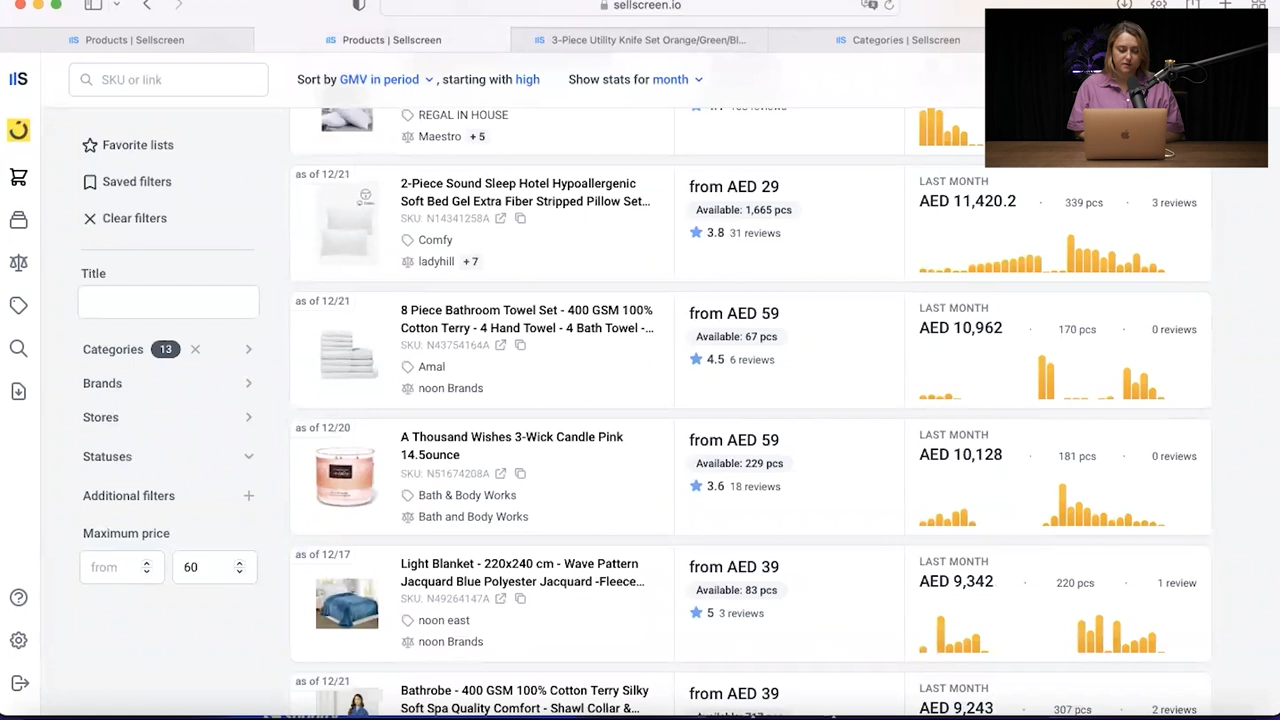 sellscreen.io
Products | Sellscreen
Products | Sellscreen
3-Piece Utility Knife Set Orange/Green/Bl...
Categories | Sellscreen
SKU or link
Sort by GMV in period , starting with high
Show stats for month
Favorite lists
Saved filters
Clear filters
Title
Categories 13
Brands
Stores
Statuses
Additional filters
Maximum price
from
60
REGAL IN HOUSE
Maestro + 5
as of 12/21
2-Piece Sound Sleep Hotel Hypoallergenic
Soft Bed Gel Extra Fiber Stripped Pillow Set...
SKU: N14341258A
Comfy
ladyhill + 7
from AED 29
Available: 1,665 pcs
3.8 31 reviews
LAST MONTH
AED 11,420.2 · 339 pcs · 3 reviews
as of 12/21
8 Piece Bathroom Towel Set - 400 GSM 100%
Cotton Terry - 4 Hand Towel - 4 Bath Towel -...
SKU: N43754164A
Amal
noon Brands
from AED 59
Available: 67 pcs
4.5 6 reviews
LAST MONTH
AED 10,962 · 170 pcs · 0 reviews
as of 12/20
A Thousand Wishes 3-Wick Candle Pink
14.5ounce
SKU: N51674208A
Bath & Body Works
Bath and Body Works
from AED 59
Available: 229 pcs
3.6 18 reviews
LAST MONTH
AED 10,128 · 181 pcs · 0 reviews
as of 12/17
Light Blanket - 220x240 cm - Wave Pattern
Jacquard Blue Polyester Jacquard -Fleece...
SKU: N49264147A
noon east
noon Brands
from AED 39
Available: 83 pcs
5 3 reviews
LAST MONTH
AED 9,342 · 220 pcs · 1 review
as of 12/21
Bathrobe - 400 GSM 100% Cotton Terry Silky
Soft Spa Quality Comfort - Shawl Collar &...
from AED 39
LAST MONTH
AED 9,243 · 307 pcs · 2 reviews